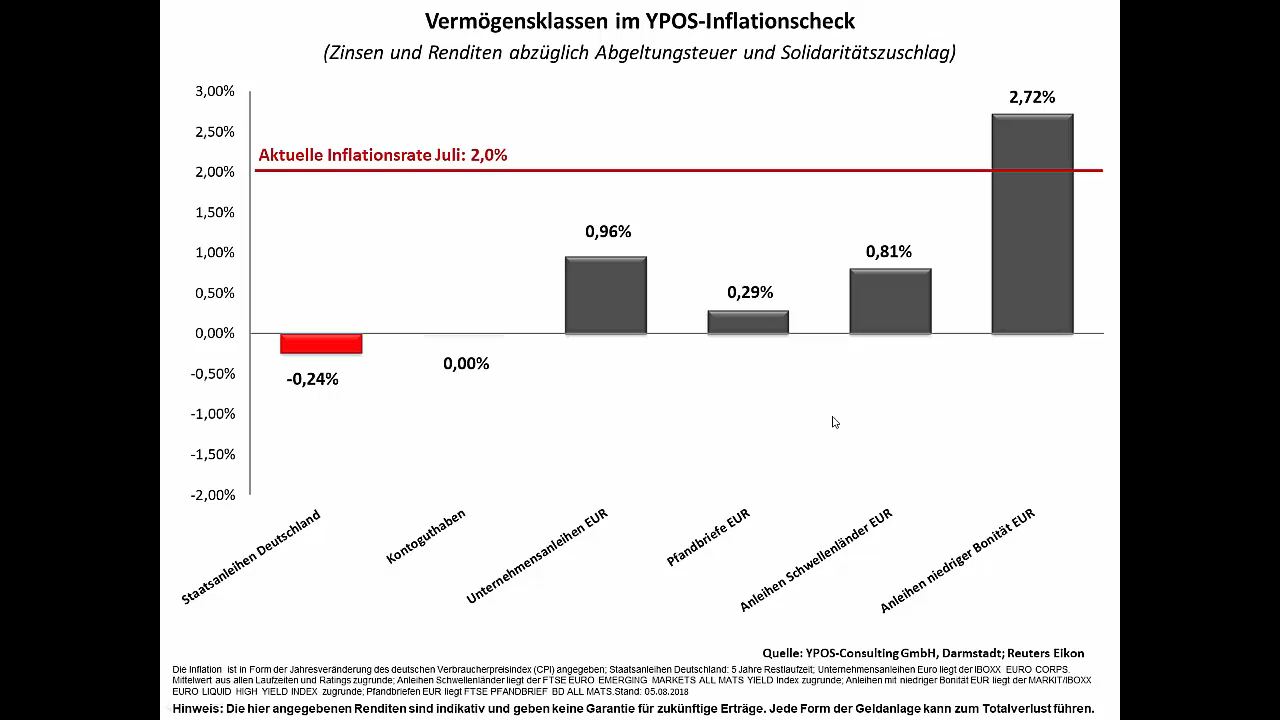 Vermögensklassen im YPOS-Inflationscheck
(Zinsen und Renditen abzüglich Abgeltungsteuer und Solidaritätszuschlag)
3,00%
2,50%
2,00%
1,50%
1,00%
0,50%
0,00%
-0,50%
-1,00%
-1,50%
-2,00%
Aktuelle Inflationsrate Juli: 2,0%
-0,24%
0,00%
0,96%
0,29%
0,81%
2,72%
Staatsanleihen Deutschland
Kontoguthaben
Unternehmensanleihen EUR
Pfandbriefe EUR
Anleihen Schwellenländer EUR
Anleihen niedriger Bonität EUR
Quelle: YPOS-Consulting GmbH, Darmstadt; Reuters Eikon
Die Inflation ist in Form der Jahresveränderung des deutschen Verbraucherpreisindex (CPI) angegeben; Staatsanleihen Deutschland: 5 Jahre Restlaufzeit; Unternehmensanleihen Euro liegt der IBOXX EURO CORPS.
Mittelwert aus allen Laufzeiten und Ratings zugrunde; Anleihen Schwellenländer liegt der FTSE EURO EMERGING MARKETS ALL MATS YIELD Index zugrunde; Anleihen mit niedriger Bonität EUR liegt der MARKIT/IBOXX
EURO LIQUID HIGH YIELD INDEX zugrunde; Pfandbriefen EUR liegt FTSE PFANDBRIEF BD ALL MATS.Stand: 05.08.2018
Hinweis: Die hier angegebenen Renditen sind indikativ und geben keine Garantie für zukünftige Erträge. Jede Form der Geldanlage kann zum Totalverlust führen.